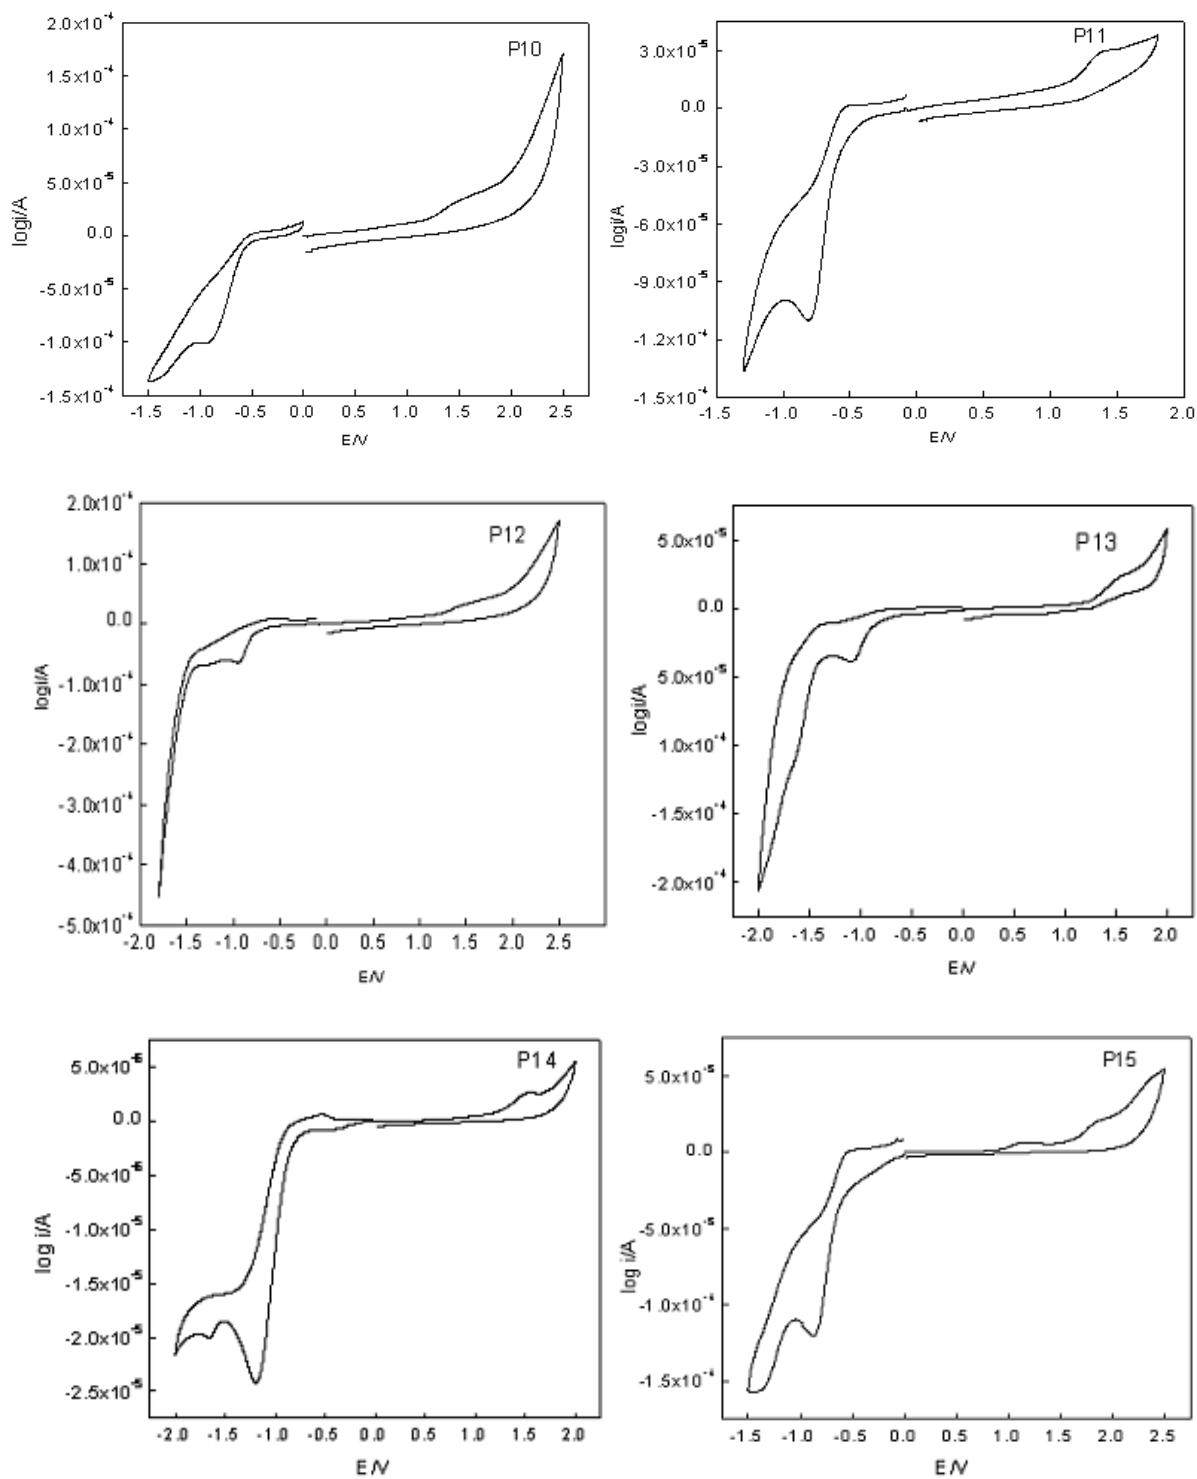 P10
2.0x10⁻⁴
1.5x10⁻⁴
1.0x10⁻⁴
5.0x10⁻⁵
0.0
-5.0x10⁻⁵
-1.0x10⁻⁴
-1.5x10⁻⁴
logi/A
-1.5 -1.0 -0.5 0.0 0.5 1.0 1.5 2.0 2.5
E/V
P11
3.0x10⁻⁵
0.0
-3.0x10⁻⁵
-6.0x10⁻⁵
-9.0x10⁻⁵
-1.2x10⁻⁴
-1.5x10⁻⁴
logi/A
-1.5 -1.0 -0.5 0.0 0.5 1.0 1.5 2.0
E/V
P12
2.0x10⁻⁴
1.0x10⁻⁴
0.0
-1.0x10⁻⁴
-2.0x10⁻⁴
-3.0x10⁻⁴
-4.0x10⁻⁴
-5.0x10⁻⁴
logi/A
-2.0 -1.5 -1.0 -0.5 0.0 0.5 1.0 1.5 2.0 2.5
E/V
P13
5.0x10⁻⁵
0.0
5.0x10⁻⁵
1.0x10⁻⁴
-1.5x10⁻⁴
-2.0x10⁻⁴
logi/A
-2.0 -1.5 -1.0 -0.5 0.0 0.5 1.0 1.5 2.0
E/V
P14
5.0x10⁻⁶
0.0
-5.0x10⁻⁶
-1.0x10⁻⁵
-1.5x10⁻⁵
-2.0x10⁻⁵
-2.5x10⁻⁵
log i/A
-2.0 -1.5 -1.0 -0.5 0.0 0.5 1.0 1.5 2.0
E/V
P15
5.0x10⁻⁵
0.0
-5.0x10⁻⁵
-1.0x10⁻⁴
-1.5x10⁻⁴
log i/A
-1.5 -1.0 -0.5 0.0 0.5 1.0 1.5 2.0 2.5
E/V